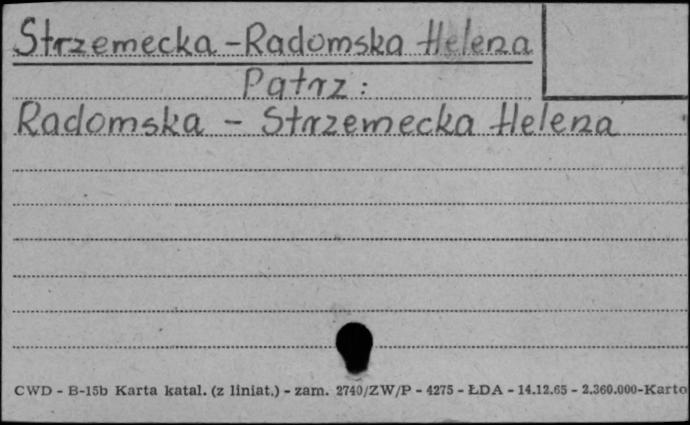 Strzemecka - Radomska Helena
Patrz:
Radomska - Strzemecka Helena
CWD - B-15b Karta katal. (z liniat.) - zam. 2740/ZW/P - 4275 - ŁDA - 14.12.65 - 2.360.000-Karto